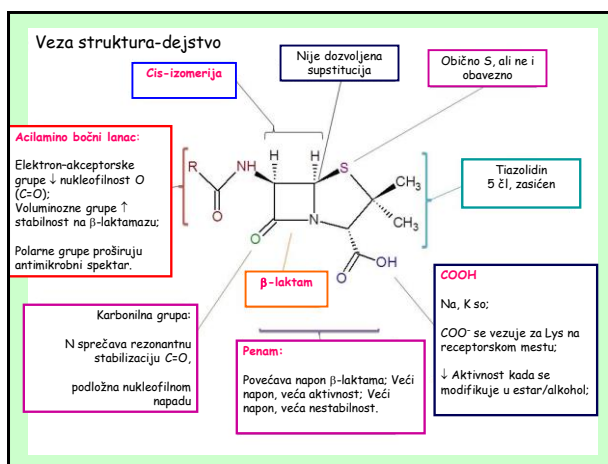 Veza struktura-dejstvo
Cis-izomerija
Nije dozvoljena
supstitucija
Obično S, ali ne i
obavezno
Acilamino bočni lanac:
Elektron-akceptorske
grupe ↓ nukleofilnost O
(C=O);
Voluminozne grupe ↑
stabilnost na β-laktamazu;
Polarne grupe proširuju
antimikrobni spektar.
R
O
NH
H
H
S
CH3
CH3
N
O
O
OH
Tiazolidin
5 čl, zasićen
β-laktam
Karbonilna grupa:
N sprečava rezonantnu
stabilizaciju C=O,
podložna nukleofilnom
napadu
Penam:
Povećava napon β-laktama; Veći
napon, veća aktivnost; Veći
napon, veća nestabilnost.
COOH
Na, K so;
COO⁻ se vezuje za Lys na
receptorskom mestu;
↓ Aktivnost kada se
modifikuje u estar/alkohol;